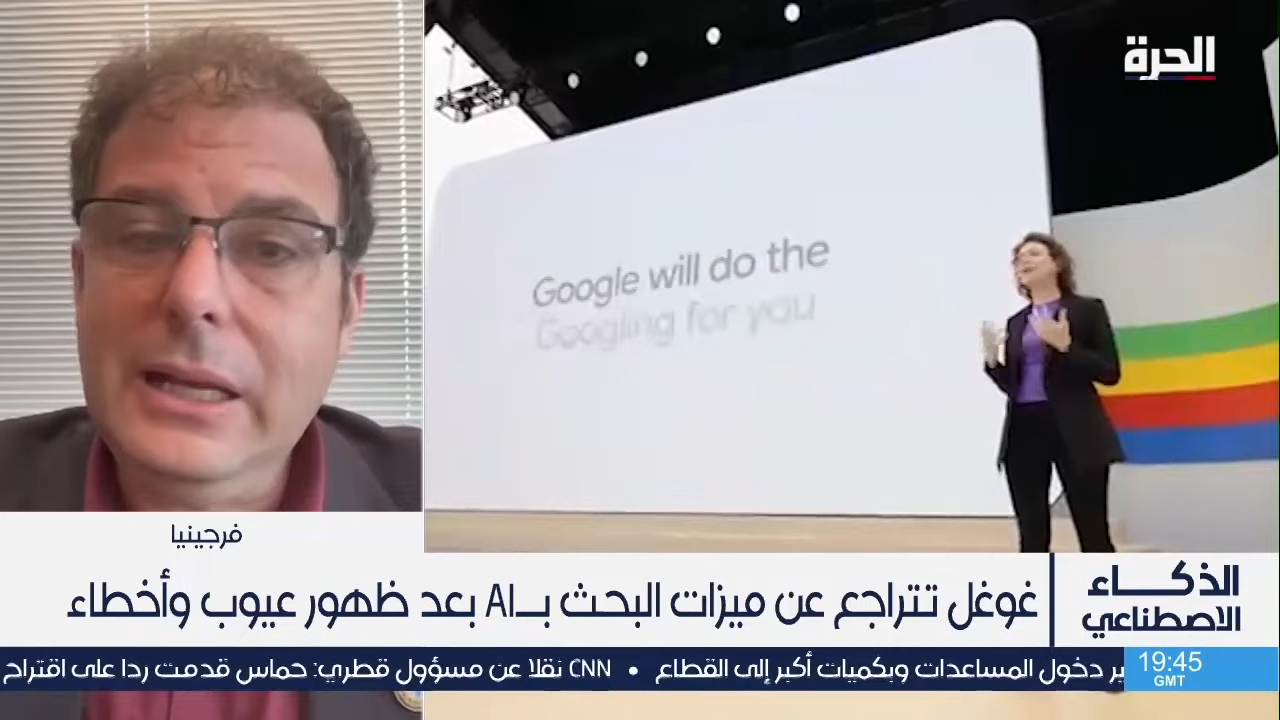 الحرة
Google will do the
Googling for you
فرجينيا
الذكاء
الاصطناعي
غوغل تتراجع عن ميزات البحث بـAI بعد ظهور عيوب وأخطاء
19:45
GMT
دخول المساعدات وبكميات أكبر إلى القطاع • CNN نقلا عن مسؤول قطري: حماس قدمت ردا على اقتراح